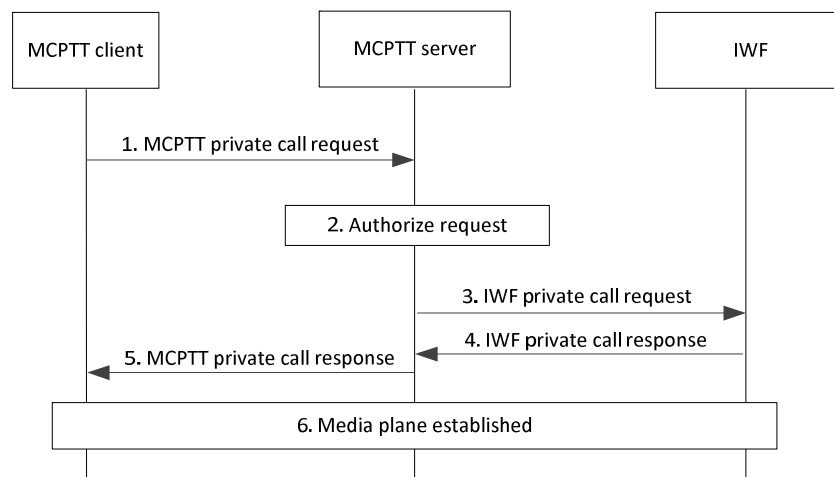 MCPTT client
MCPTT server
IWF
1. MCPTT private call request
2. Authorize request
3. IWF private call request
4. IWF private call response
5. MCPTT private call response
6. Media plane established